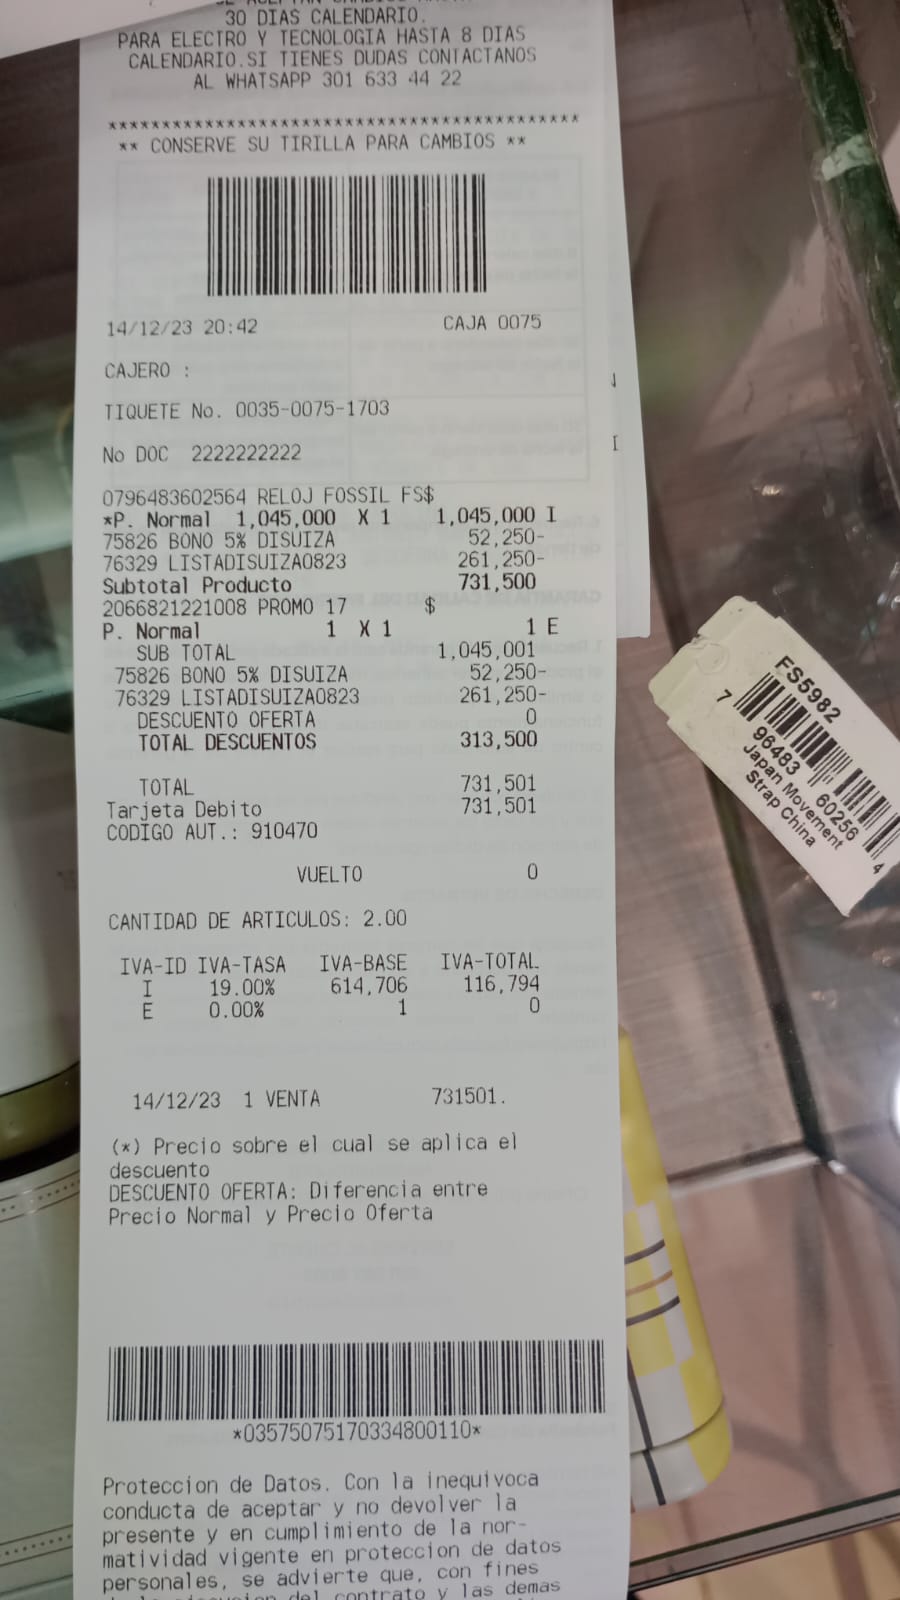 30 DIAS CALENDARIO.
PARA ELECTRO Y TECNOLOGIA HASTA 8 DIAS
CALENDARIO.SI TIENES DUDAS CONTACTANOS
AL WHATSAPP 301 633 44 22
********************************************
** CONSERVE SU TIRILLA PARA CAMBIOS **
14/12/23 20:42 CAJA 0075
CAJERO :
TIQUETE No. 0035-0075-1703
No DOC 2222222222
0796483602564 RELOJ FOSSIL FS$
*P. Normal 1,045,000 X 1 1,045,000 I
75826 BONO 5% DISUIZA 52,250-
76329 LISTADISUIZA0823 261,250-
Subtotal Producto 731,500
2066821221008 PROMO 17 $
P. Normal 1 X 1 1 E
SUB TOTAL 1,045,001
75826 BONO 5% DISUIZA 52,250-
76329 LISTADISUIZA0823 261,250-
DESCUENTO OFERTA 0
TOTAL DESCUENTOS 313,500
TOTAL 731,501
Tarjeta Debito 731,501
CODIGO AUT.: 910470
VUELTO 0
CANTIDAD DE ARTICULOS: 2.00
IVA-ID IVA-TASA IVA-BASE IVA-TOTAL
I 19.00% 614,706 116,794
E 0.00% 1 0
14/12/23 1 VENTA 731501.
(*) Precio sobre el cual se aplica el
descuento
DESCUENTO OFERTA: Diferencia entre
Precio Normal y Precio Oferta
*03575075170334800110*
Proteccion de Datos. Con la inequivoca
conducta de aceptar y no devolver la
presente y en cumplimiento de la nor-
matividad vigente en proteccion de datos
personales, se advierte que, con fines
del contrato y las demas
FS5982
7 96483 60256 4
Japan Movement
Strap China